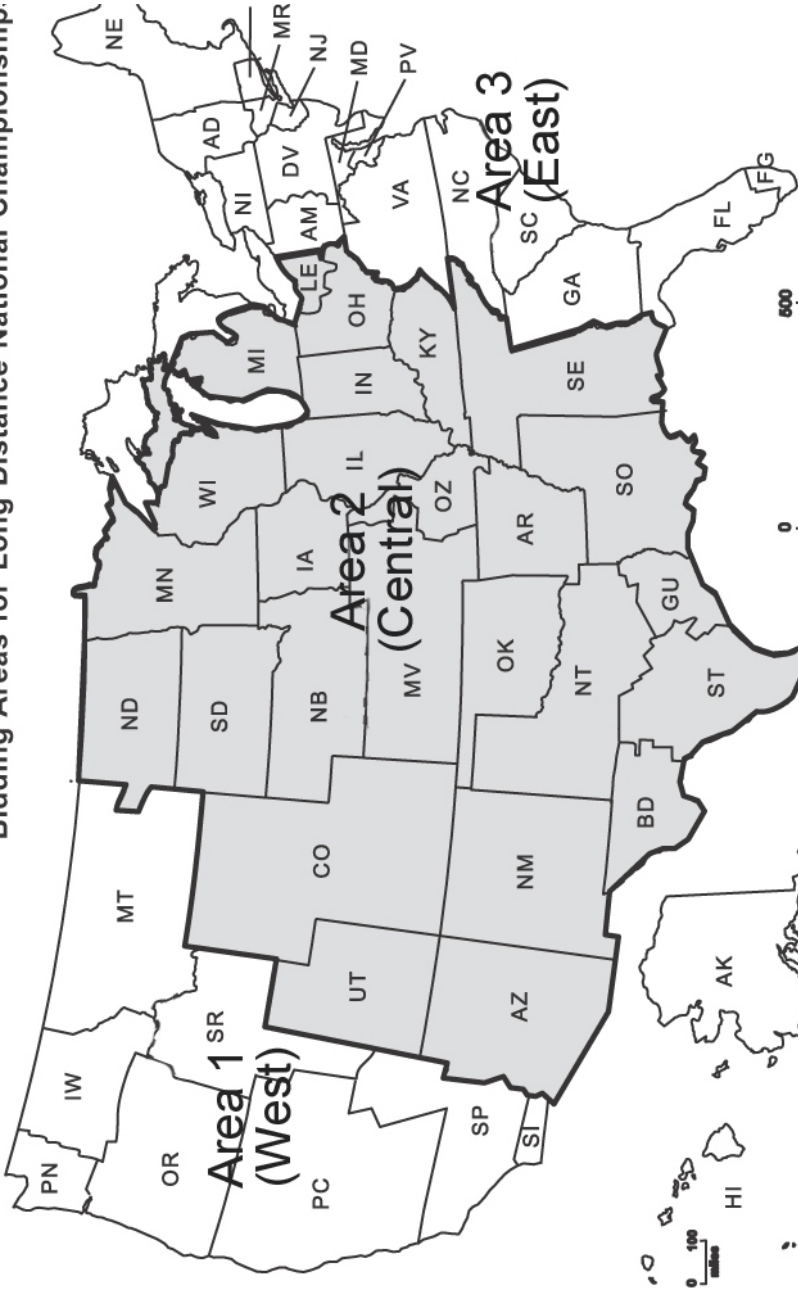 Bidding Areas for Long Distance National Championship
NE
MR
NJ
MD
PV
AD
NI
DV
AM
VA
NC
SC
GA
FL
FG
Area 3
(East)
LE
OH
MI
IN
KY
SE
WI
IL
OZ
AR
SO
MN
IA
Area 2
(Central)
ND
SD
NB
MV
OK
NT
GU
ST
BD
CO
NM
UT
AZ
MT
SR
IW
PN
OR
Area 1
(West)
PC
SP
SI
AK
HI
0 100
miles
0 500